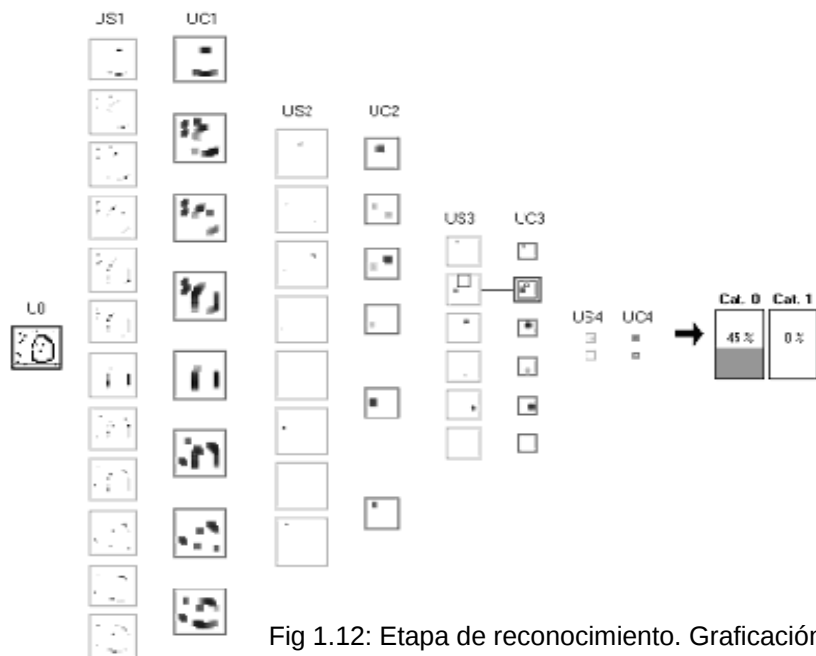 US1 UC1
US2 UC2
US3 UC3
U0
US4 UC4
Cat. 0 Cat. 1
45 % 0 %
Fig 1.12: Etapa de reconocimiento. Graficación